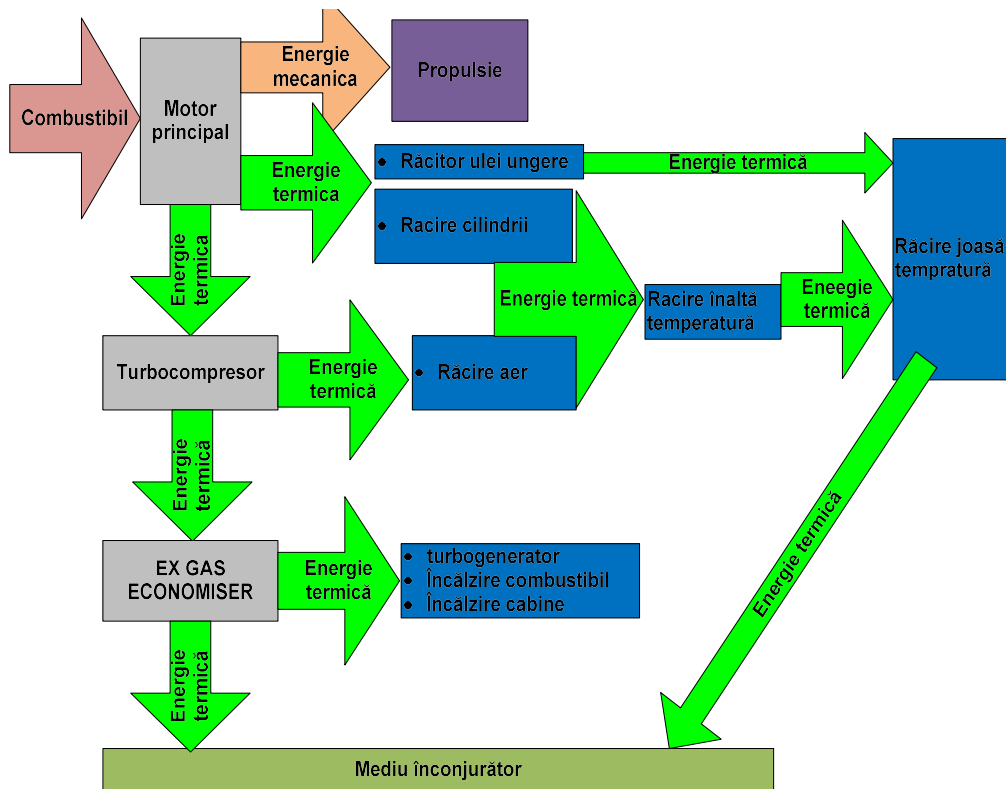 Combustibil
Motor
principal
Energie
mecanica
Propulsie
Energie
termica
• Răcitor ulei ungere
Energie termică
• Racire cilindrii
Răcire joasă
tempratură
Energie
termica
Energie termică
Racire înaltă
temperatură
Eneegie
termică
Turbocompresor
Energie
termică
• Răcire aer
Energie
termică
Energie termică
EX GAS
ECONOMISER
Energie
termică
• turbogenerator
• Încălzire combustibil
• Încălzire cabine
Energie
termică
Mediu înconjurător